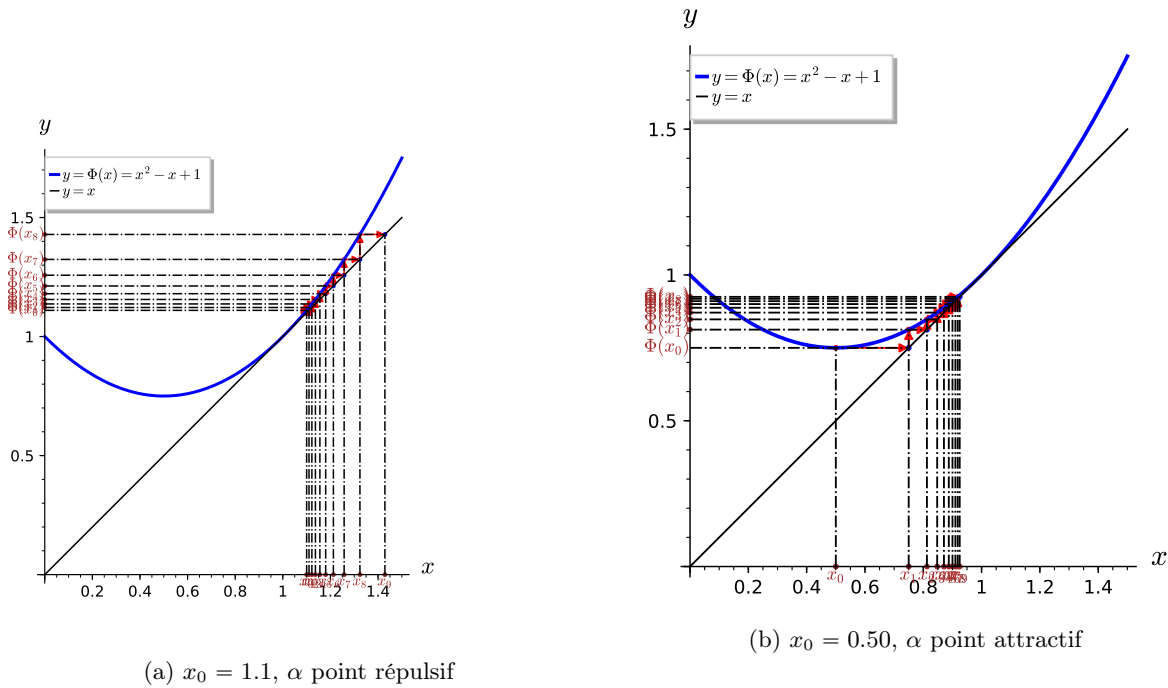 y
y = Φ(x) = x² − x + 1
y = x
1.5
Φ(x₈)
Φ(x₇)
Φ(x₆)
Φ(x₅)
1
0.5
x₇ x₈ x₉
x
0.2 0.4 0.6 0.8 1 1.2 1.4
(a) x₀ = 1.1, α point répulsif
y
y = Φ(x) = x² − x + 1
y = x
1.5
1
Φ(x₁)
Φ(x₀)
0.5
x₀ x₁
x
0.2 0.4 0.6 0.8 1 1.2 1.4
(b) x₀ = 0.50, α point attractif